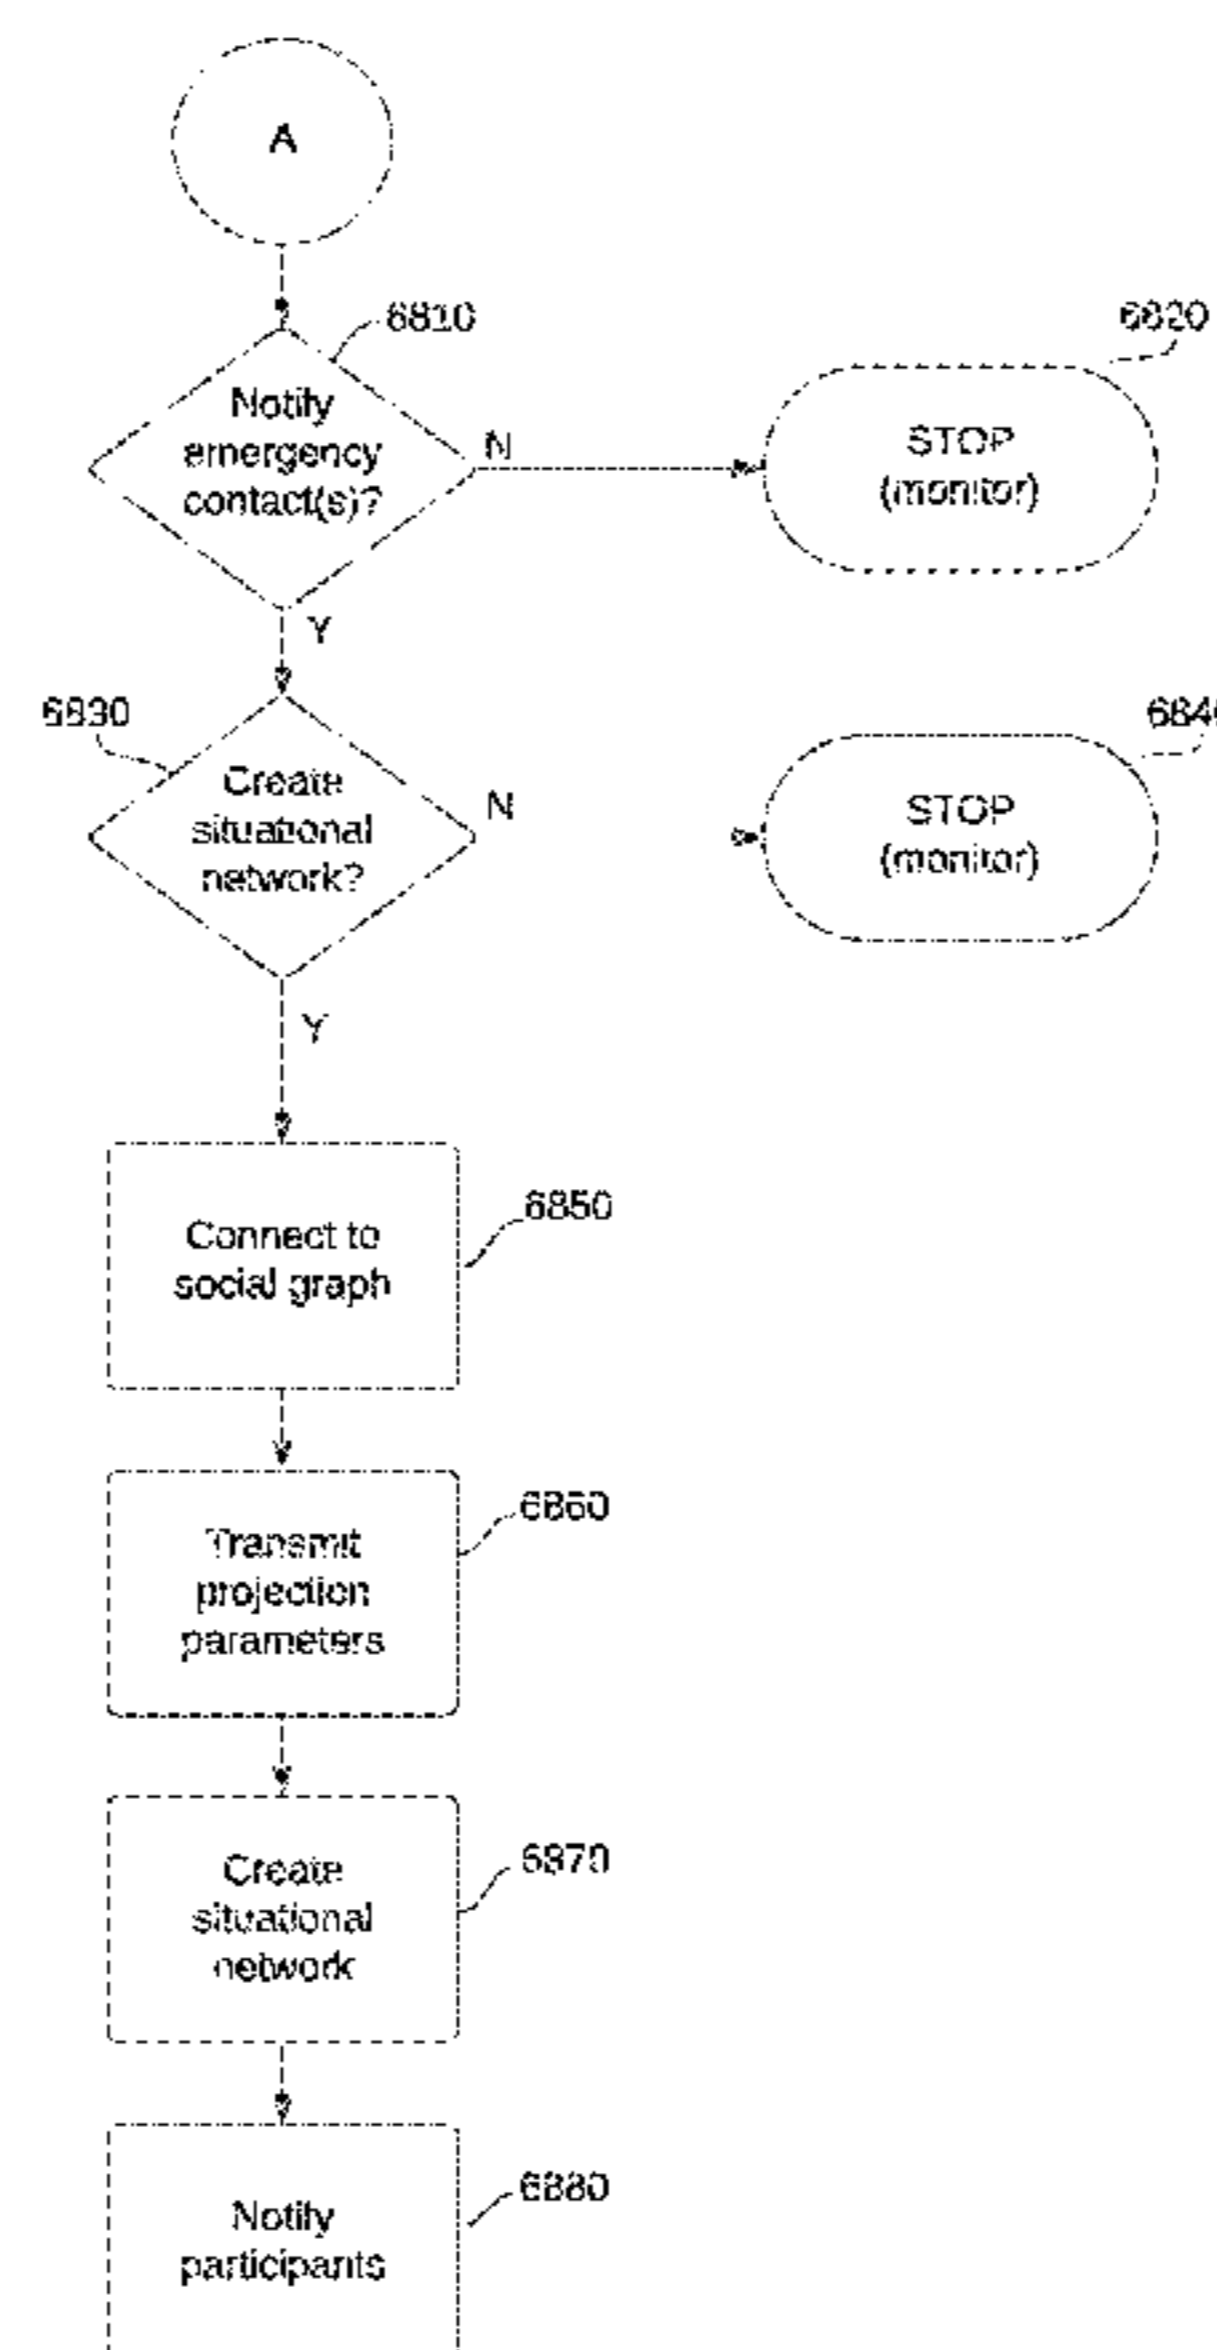 A
6810
6820
Notify
emergency
contact(s)?
N
STOP
(monitor)
Y
6830
Create
situational
network?
N
STOP
(monitor)
Y
Connect to
social graph
6850
6860
Transmit
projection
parameters
6870
Create
situational
network
6880
Notify
participants